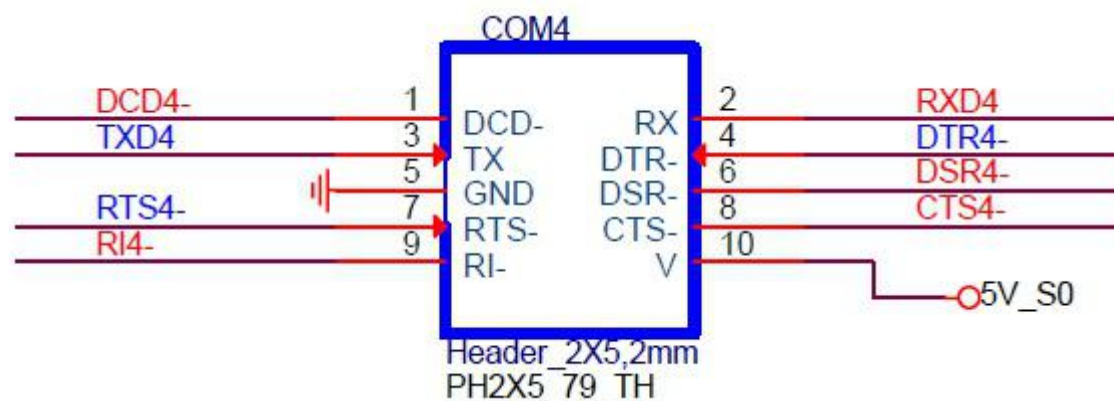 COM4
DCD4- 1 DCD- RX 2 RXD4
TXD4 3 TX DTR- 4 DTR4-
5 GND DSR- 6 DSR4-
RTS4- 7 RTS- CTS- 8 CTS4-
RI4- 9 RI- V 10
5V_S0
Header_2X5,2mm
PH2X5_79_TH